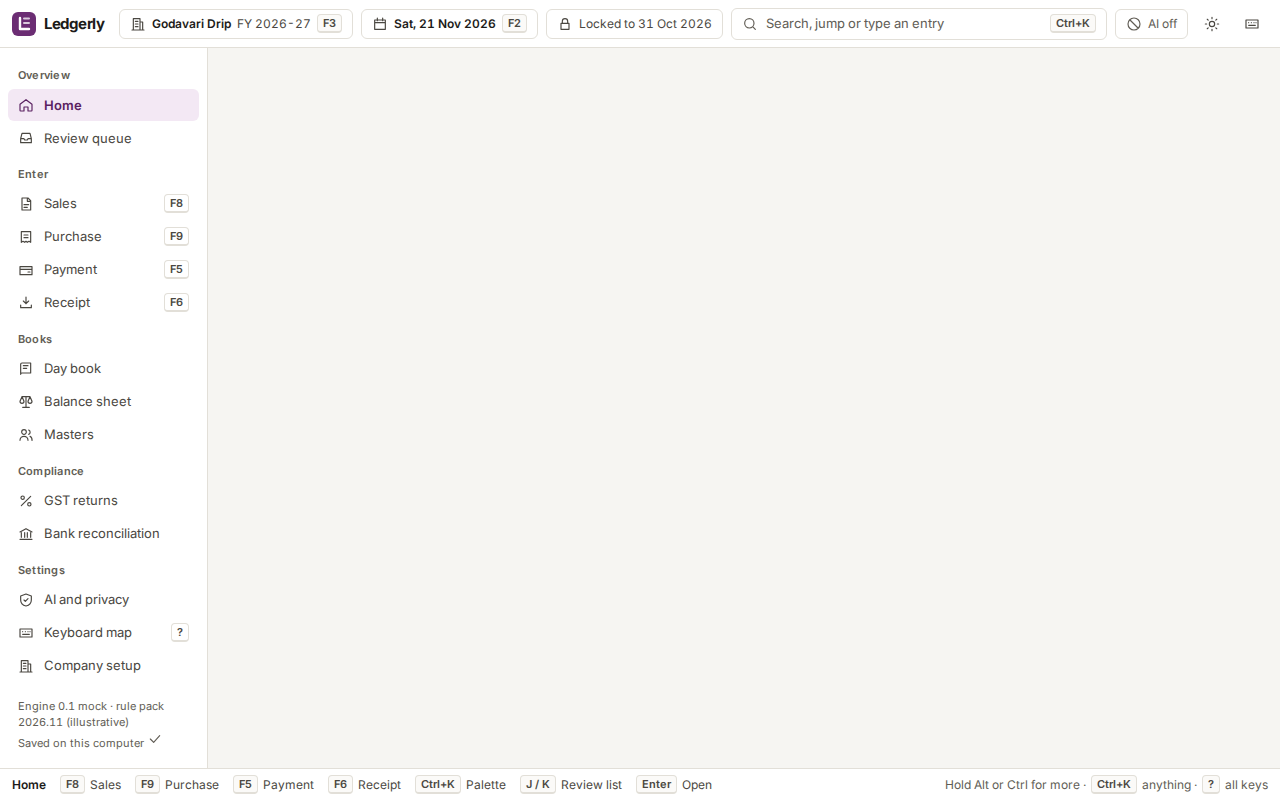 Ledgerly
Godavari Drip FY 2026-27 F3
Sat, 21 Nov 2026 F2
Locked to 31 Oct 2026
Search, jump or type an entry Ctrl+K
AI off
Overview
Home
Review queue
Enter
Sales F8
Purchase F9
Payment F5
Receipt F6
Books
Day book
Balance sheet
Masters
Compliance
GST returns
Bank reconciliation
Settings
AI and privacy
Keyboard map ?
Company setup
Engine 0.1 mock · rule pack
2026.11 (illustrative)
Saved on this computer
Home F8 Sales F9 Purchase F5 Payment F6 Receipt Ctrl+K Palette J / K Review list Enter Open
Hold Alt or Ctrl for more · Ctrl+K anything · ? all keys